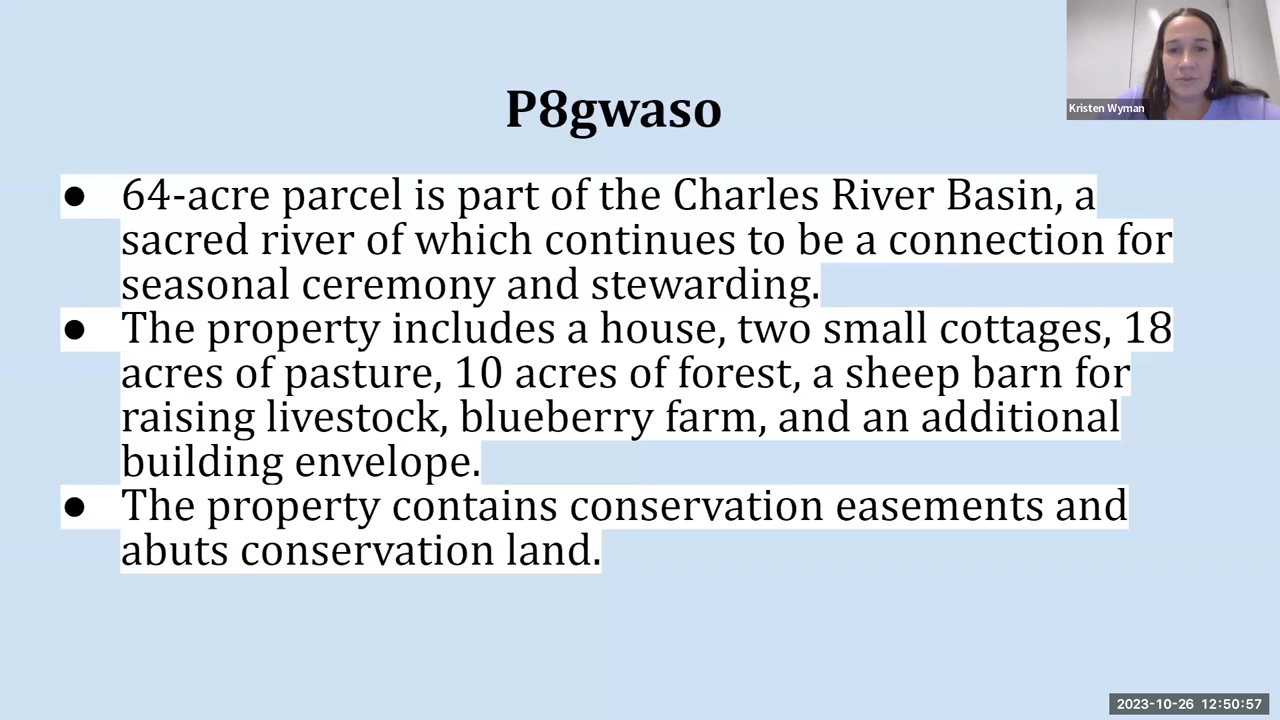 P8gwaso
Kristen Wyman
● 64-acre parcel is part of the Charles River Basin, a
sacred river of which continues to be a connection for
seasonal ceremony and stewarding.
● The property includes a house, two small cottages, 18
acres of pasture, 10 acres of forest, a sheep barn for
raising livestock, blueberry farm, and an additional
building envelope.
● The property contains conservation easements and
abuts conservation land.
2023-10-26 12:50:57